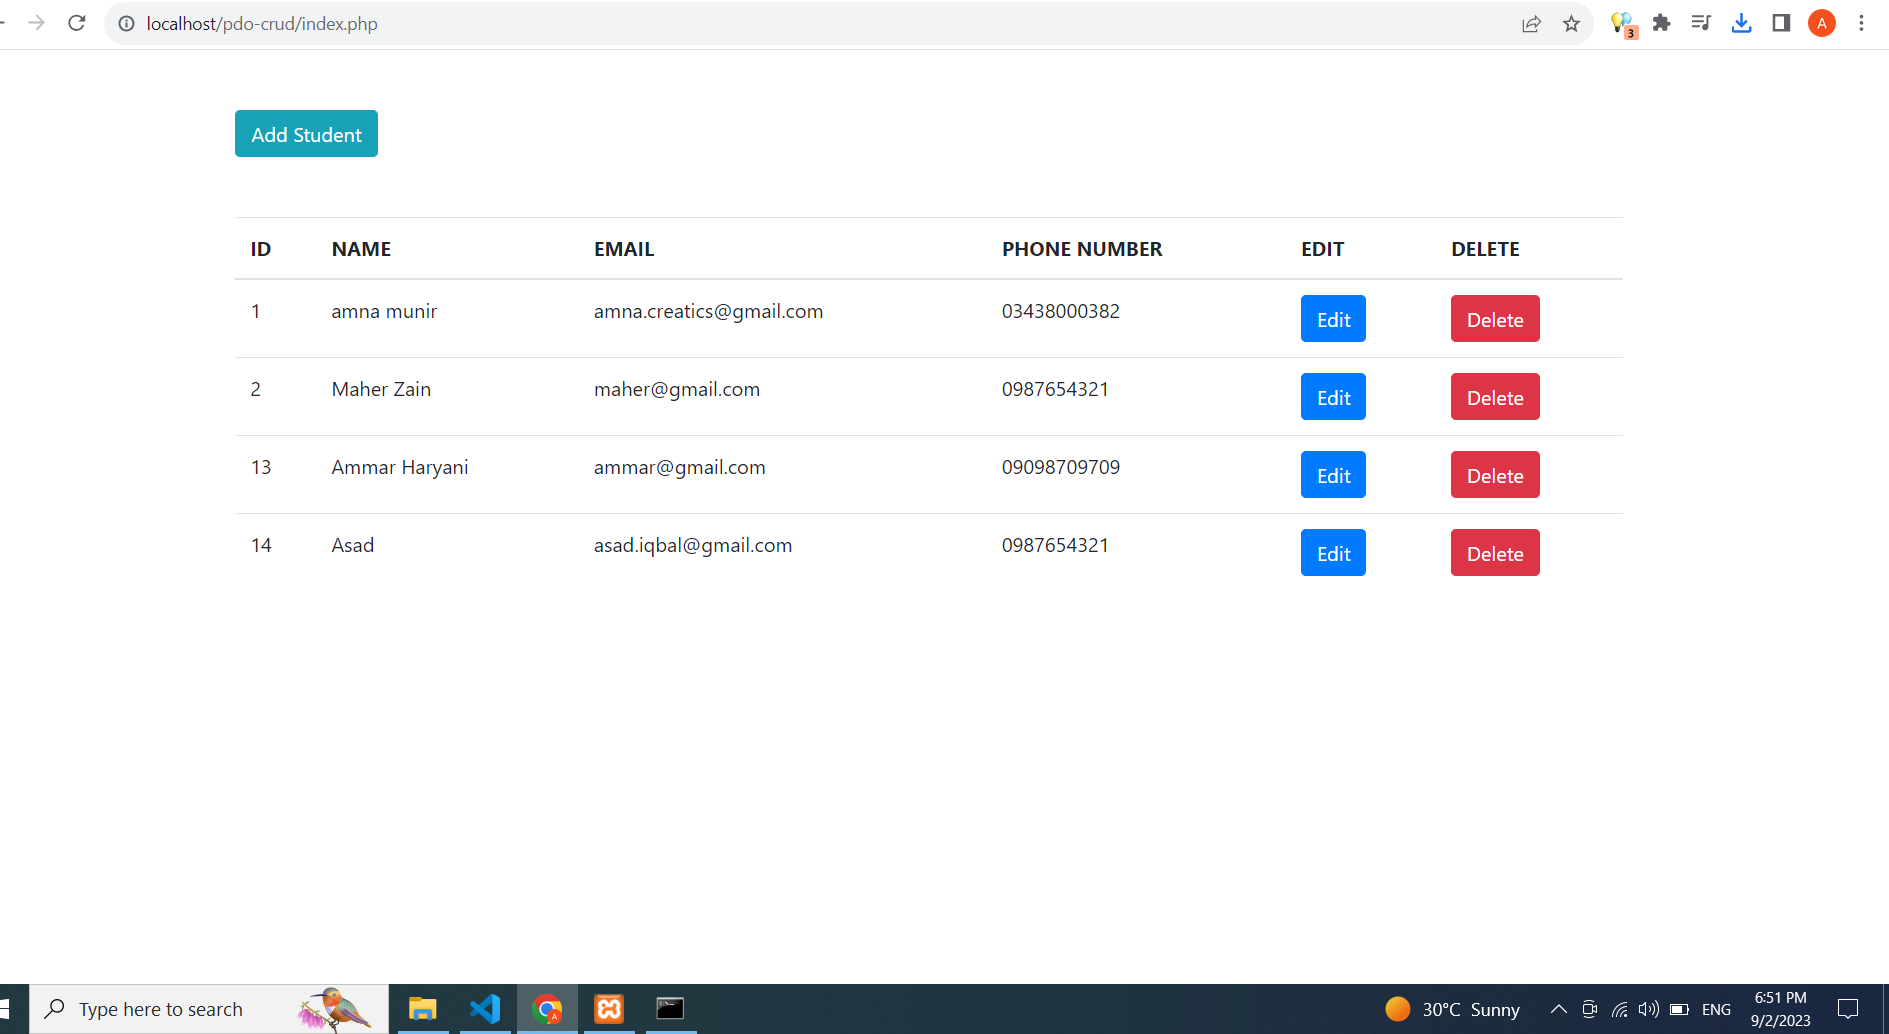 localhost/pdo-crud/index.php
3
A
Add Student
ID NAME EMAIL PHONE NUMBER EDIT DELETE
1 amna munir amna.creatics@gmail.com 03438000382 Edit Delete
2 Maher Zain maher@gmail.com 0987654321 Edit Delete
13 Ammar Haryani ammar@gmail.com 09098709709 Edit Delete
14 Asad asad.iqbal@gmail.com 0987654321 Edit Delete
Type here to search
A
30°C Sunny
ENG
6:51 PM
9/2/2023